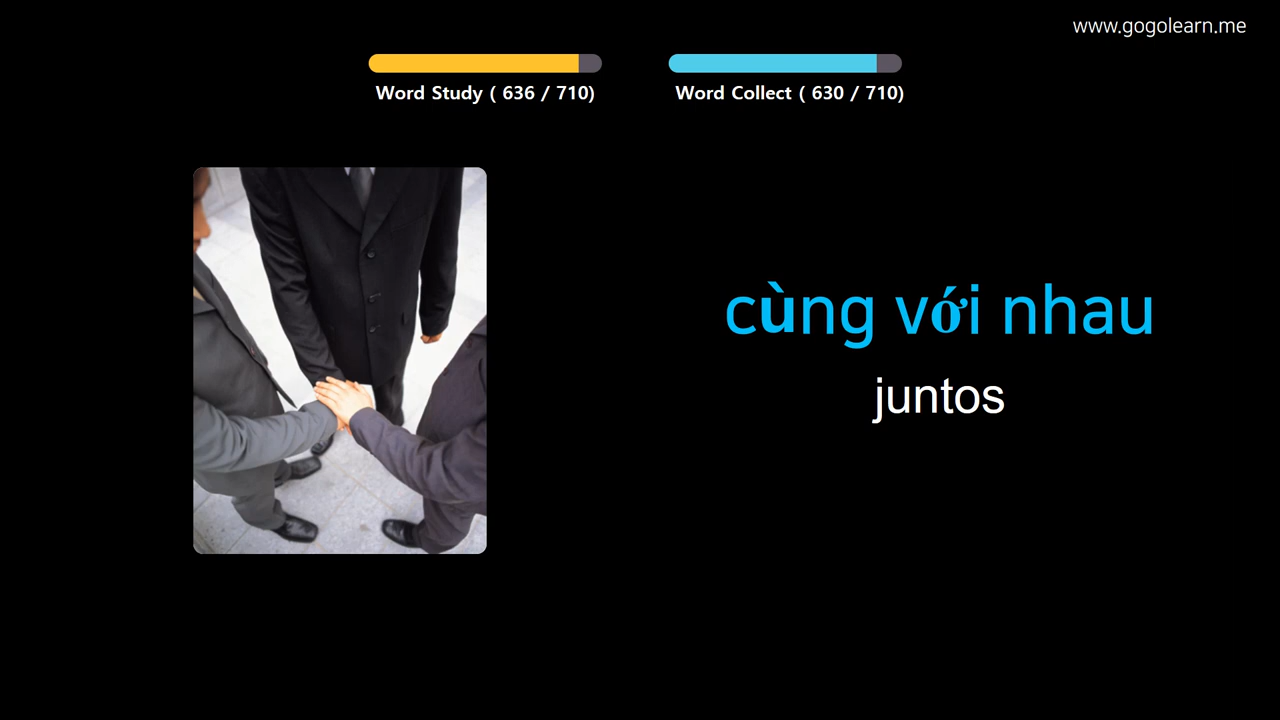 www.gogolearn.me
Word Study ( 636 / 710)
Word Collect ( 630 / 710)
cùng với nhau
juntos